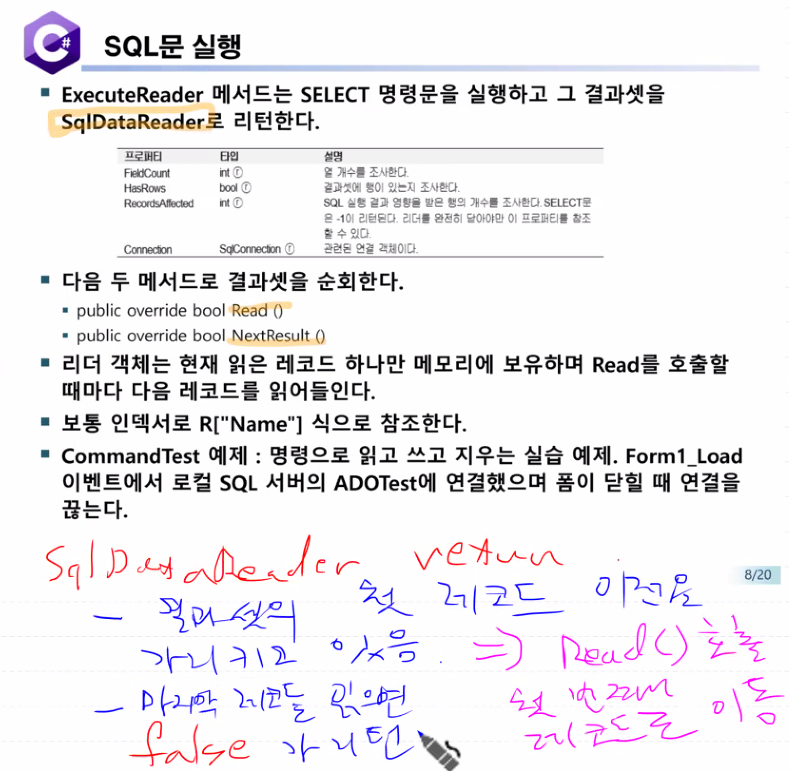 C#
SQL문 실행
▪ ExecuteReader 메서드는 SELECT 명령문을 실행하고 그 결과셋을
SqlDataReader로 리턴한다.
프로퍼티 타입 설명
FieldCount int ⓡ 열 개수를 조사한다.
HasRows bool ⓡ 결과셋에 행이 있는지 조사한다.
RecordsAffected int ⓡ SQL 실행 결과 영향을 받은 행의 개수를 조사한다. SELECT문
은 -1이 리턴된다. 리더를 완전히 닫아야만 이 프로퍼티를 참조
할 수 있다.
Connection SqlConnection ⓡ 관련된 연결 객체이다.
▪ 다음 두 메서드로 결과셋을 순회한다.
▪ public override bool Read ()
▪ public override bool NextResult ()
▪ 리더 객체는 현재 읽은 레코드 하나만 메모리에 보유하며 Read를 호출할
때마다 다음 레코드를 읽어들인다.
▪ 보통 인덱서로 R["Name"] 식으로 참조한다.
▪ CommandTest 예제 : 명령으로 읽고 쓰고 지우는 실습 예제. Form1_Load
이벤트에서 로컬 SQL 서버의 ADOTest에 연결했으며 폼이 닫힐 때 연결을
끊는다.
SqlDataReader return
8/20
- 결과셋의 첫 레코드 이전을
가리키고 있음. => Read() 호출
첫 번째 레코드로 이동
- 마지막 레코드를 읽으면
false 가 리턴